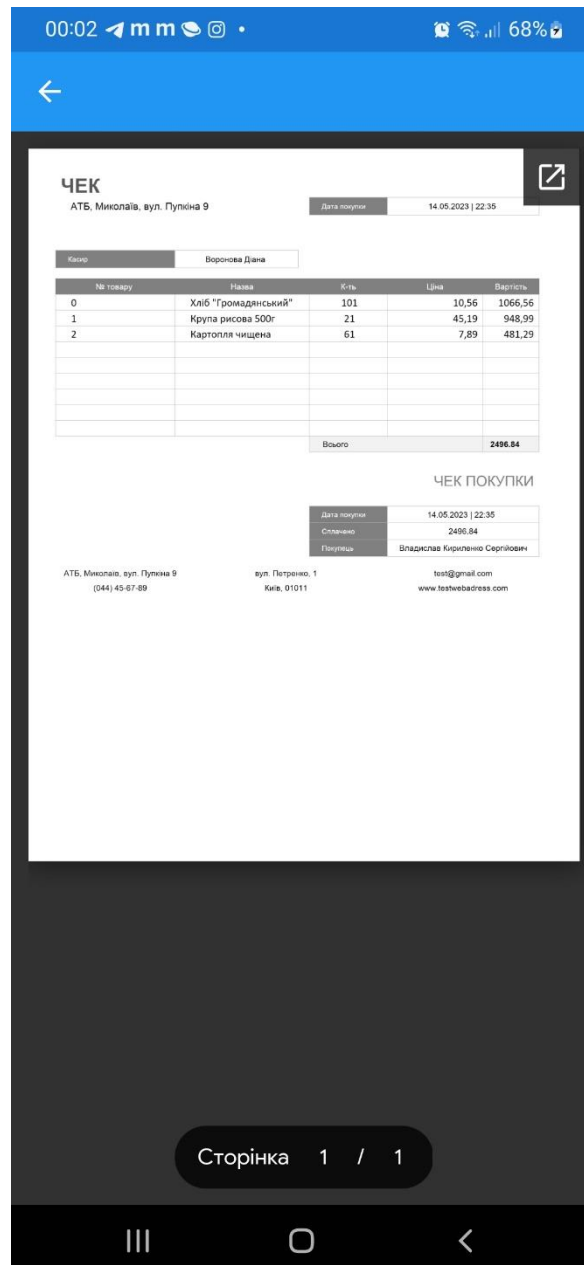 00:02
68%
ЧЕК
АТБ, Миколаїв, вул. Пупкіна 9
Дата покупки 14.05.2023 | 22:35
Касир Воронова Діана
№ товару Назва К-ть Ціна Вартість
0 Хліб "Громадянський" 101 10,56 1066,56
1 Крупа рисова 500г 21 45,19 948,99
2 Картопля чищена 61 7,89 481,29
Всього 2496.84
ЧЕК ПОКУПКИ
Дата покупки 14.05.2023 | 22:35
Сплачено 2496.84
Покупець Владислав Кириленко Сергійович
АТБ, Миколаїв, вул. Пупкіна 9 вул. Петренко, 1 test@gmail.com
(044) 45-67-89 Київ, 01011 www.testwebadress.com
Сторінка 1 / 1